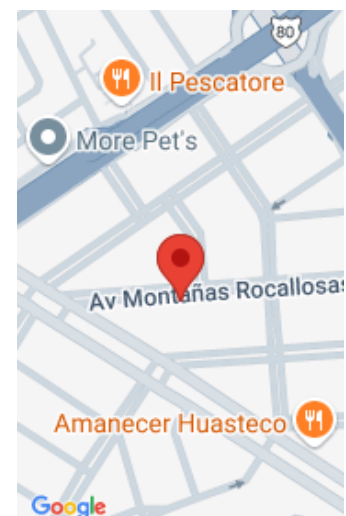 80
Il Pescatore
More Pet's
Av Montañas Rocallosas
Amanecer Huasteco
Google